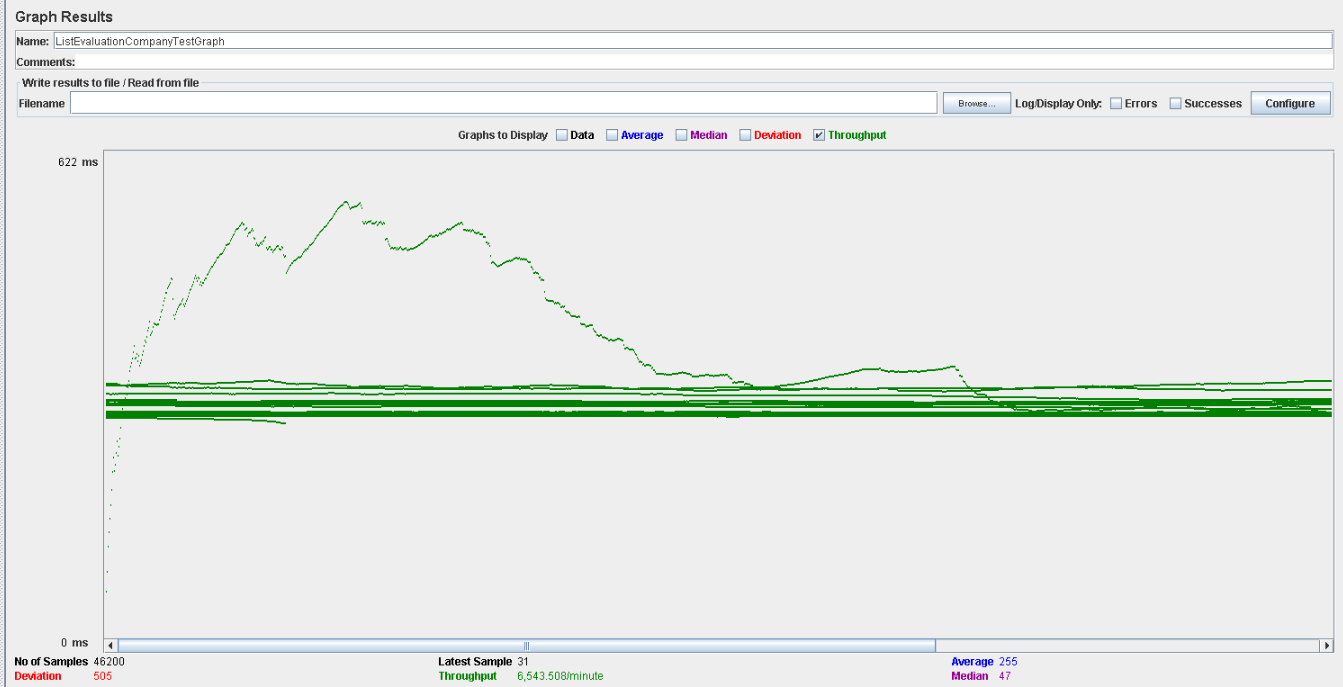 Graph Results
Name: ListEvaluationCompanyTestGraph
Comments:
Write results to file / Read from file
Filename Browse... Log/Display Only: Errors Successes Configure
Graphs to Display Data Average Median Deviation Throughput
622 ms
0 ms
No of Samples 46200 Latest Sample 31 Average 255
Deviation 505 Throughput 6,543.508/minute Median 47